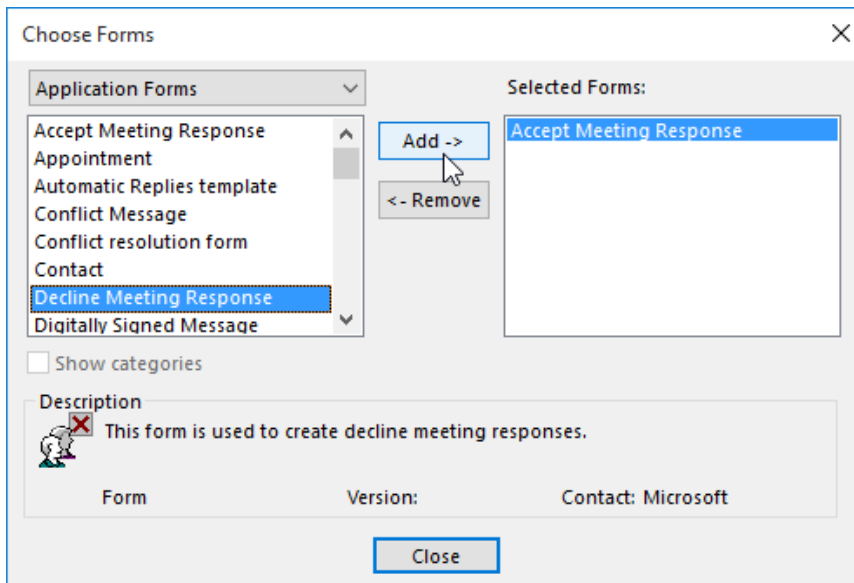 Choose Forms
Application Forms
Selected Forms:
Accept Meeting Response
Appointment
Automatic Replies template
Conflict Message
Conflict resolution form
Contact
Decline Meeting Response
Digitally Signed Message
Add ->
<- Remove
Accept Meeting Response
Show categories
Description
This form is used to create decline meeting responses.
Form Version: Contact: Microsoft
Close